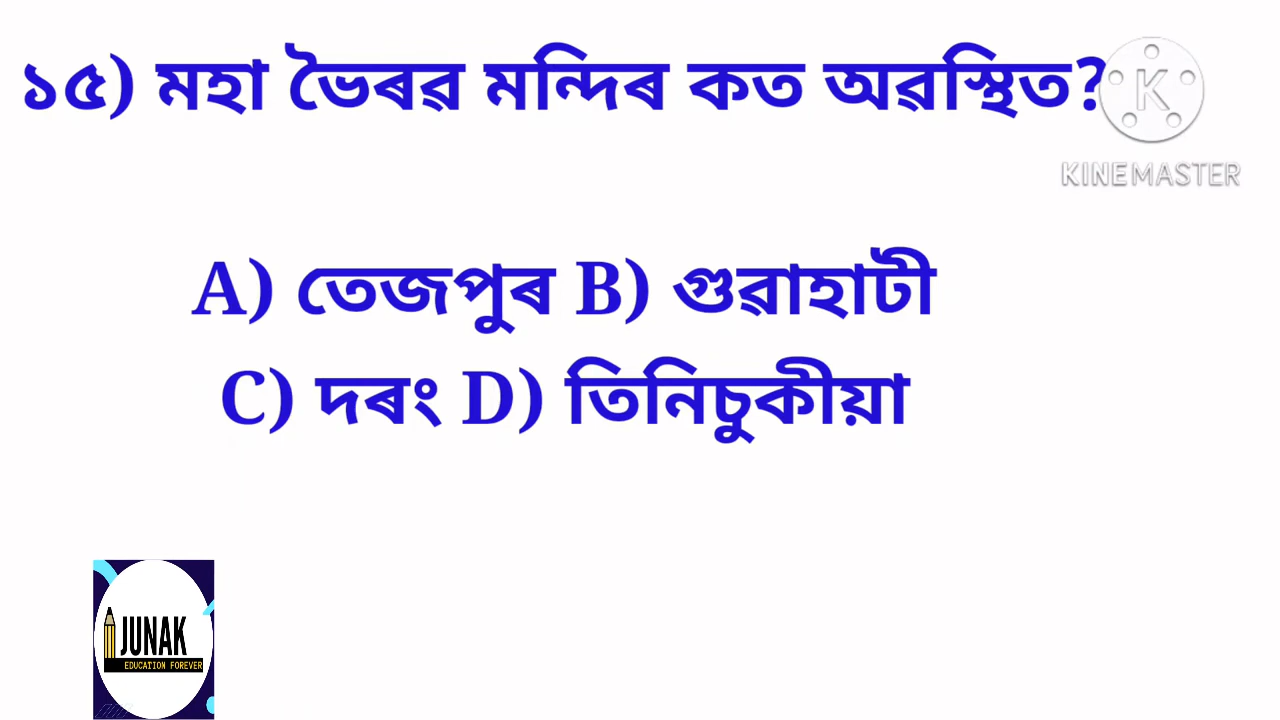 ১৫) মহা ভৈৰৱ মন্দিৰ কত অৱস্থিত?
K
KINEMASTER
A) তেজপুৰ B) গুৱাহাটী
C) দৰং D) তিনিচুকীয়া
JUNAK
EDUCATION FOREVER